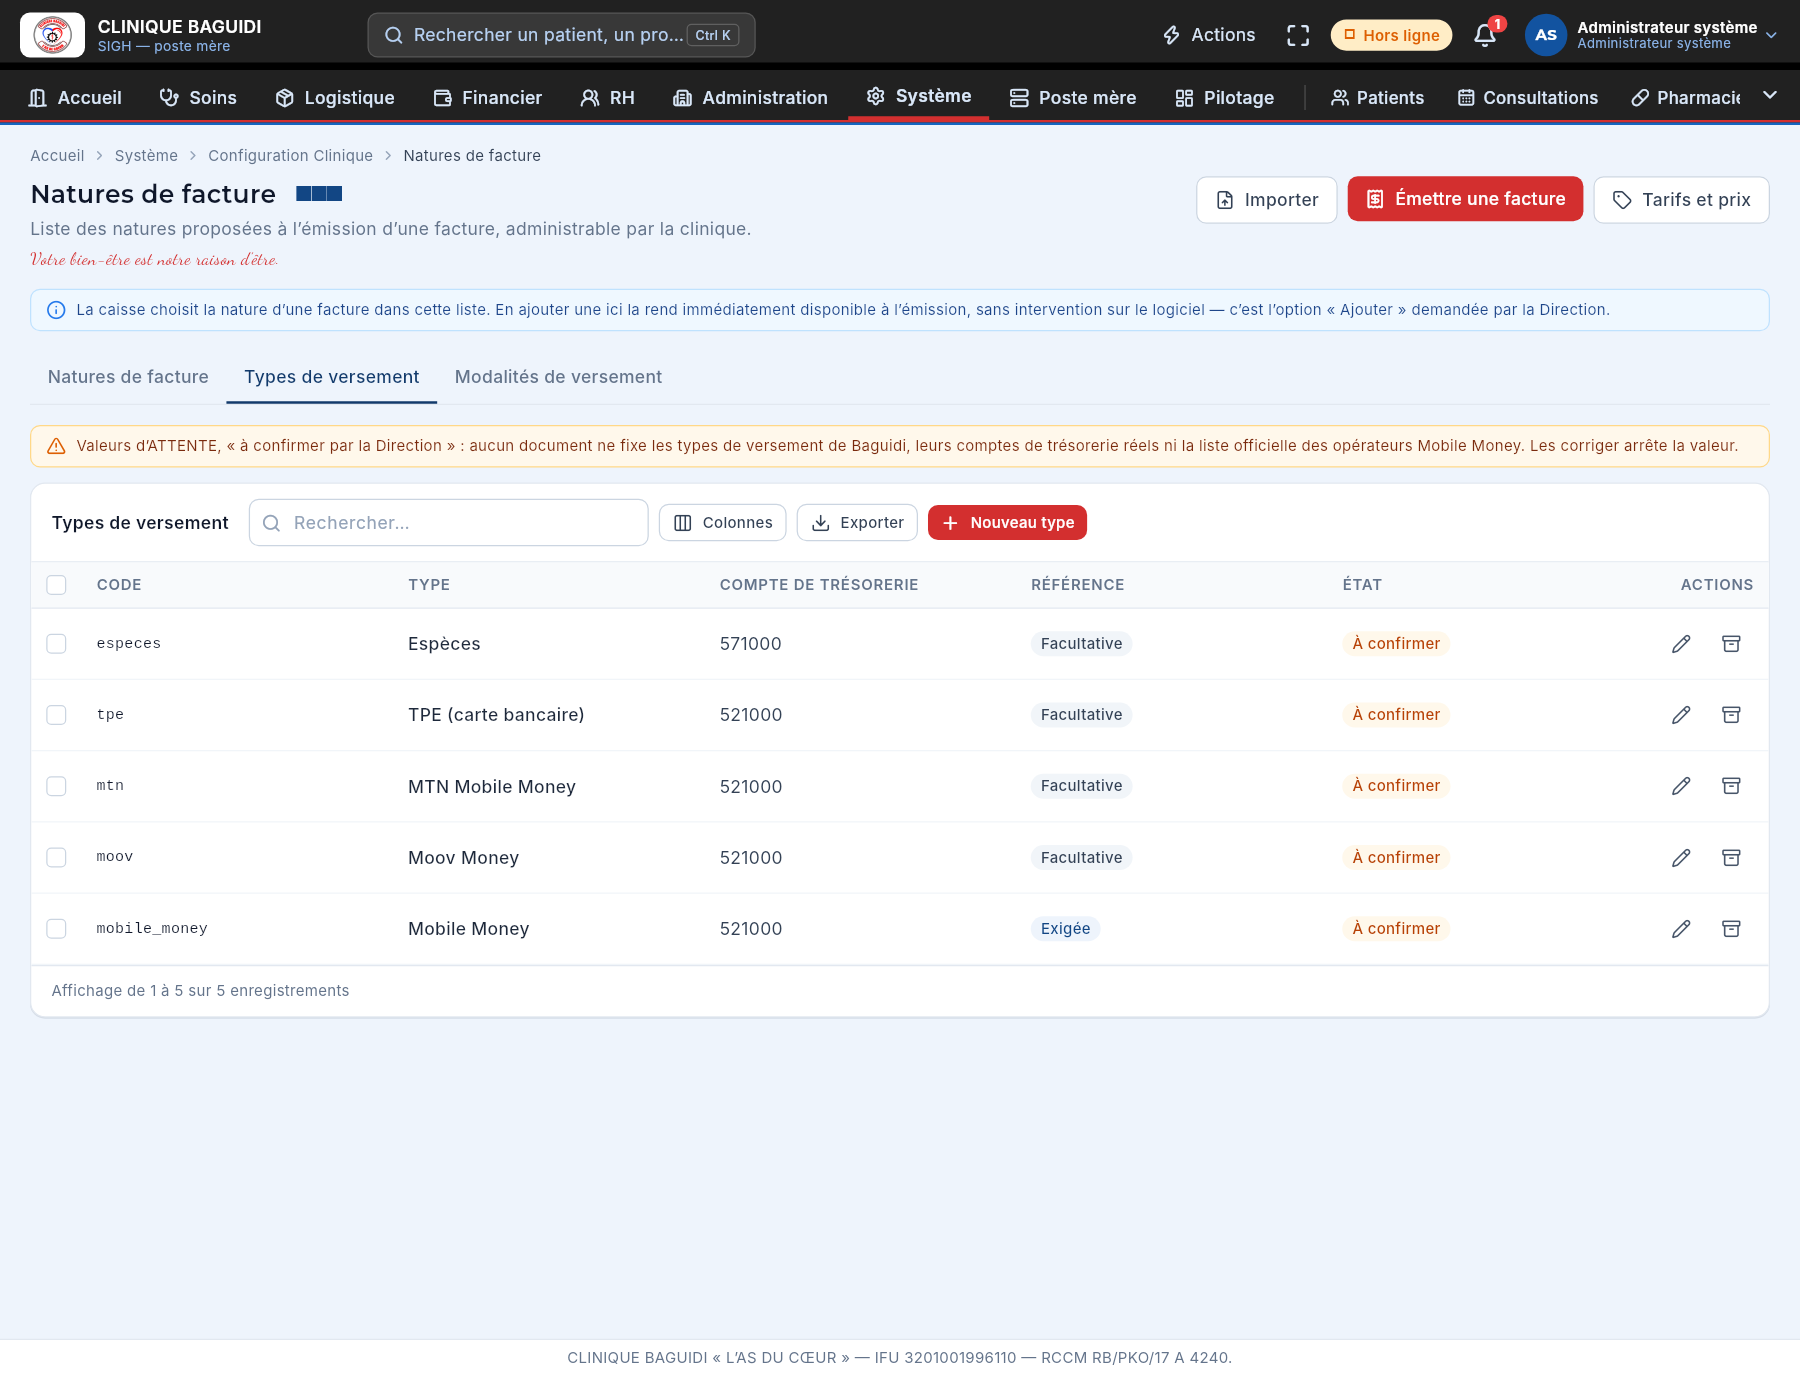 CLINIQUE BAGUIDI
SIGH — poste mère
Rechercher un patient, un pro... Ctrl K
Actions
Hors ligne
1
AS
Administrateur système
Administrateur système
Accueil Soins Logistique Financier RH Administration Système Poste mère Pilotage Patients Consultations Pharmacie
Accueil > Système > Configuration Clinique > Natures de facture
Natures de facture
Importer Émettre une facture Tarifs et prix
Liste des natures proposées à l’émission d’une facture, administrable par la clinique.
Votre bien-être est notre raison d'être.
La caisse choisit la nature d’une facture dans cette liste. En ajouter une ici la rend immédiatement disponible à l’émission, sans intervention sur le logiciel — c’est l’option « Ajouter » demandée par la Direction.
Natures de facture Types de versement Modalités de versement
Valeurs d’ATTENTE, « à confirmer par la Direction » : aucun document ne fixe les types de versement de Baguidi, leurs comptes de trésorerie réels ni la liste officielle des opérateurs Mobile Money. Les corriger arrête la valeur.
Types de versement Rechercher... Colonnes Exporter Nouveau type
CODE TYPE COMPTE DE TRÉSORERIE RÉFÉRENCE ÉTAT ACTIONS
especes Espèces 571000 Facultative À confirmer
tpe TPE (carte bancaire) 521000 Facultative À confirmer
mtn MTN Mobile Money 521000 Facultative À confirmer
moov Moov Money 521000 Facultative À confirmer
mobile_money Mobile Money 521000 Exigée À confirmer
Affichage de 1 à 5 sur 5 enregistrements
CLINIQUE BAGUIDI « L’AS DU CŒUR » — IFU 3201001996110 — RCCM RB/PKO/17 A 4240.